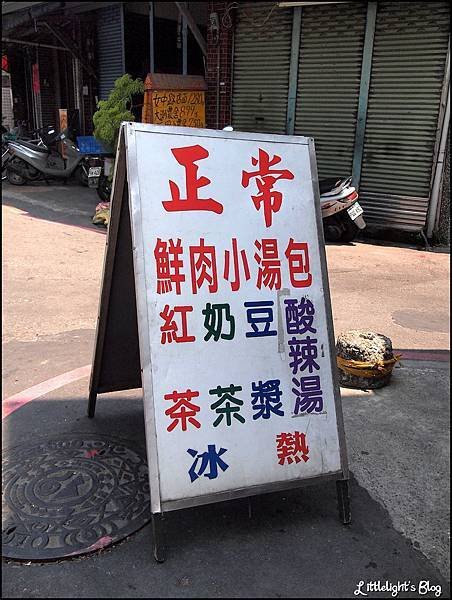 正常
鮮肉小湯包
紅茶
奶茶
豆漿
酸辣湯
冰 熱
Littlelight's Blog